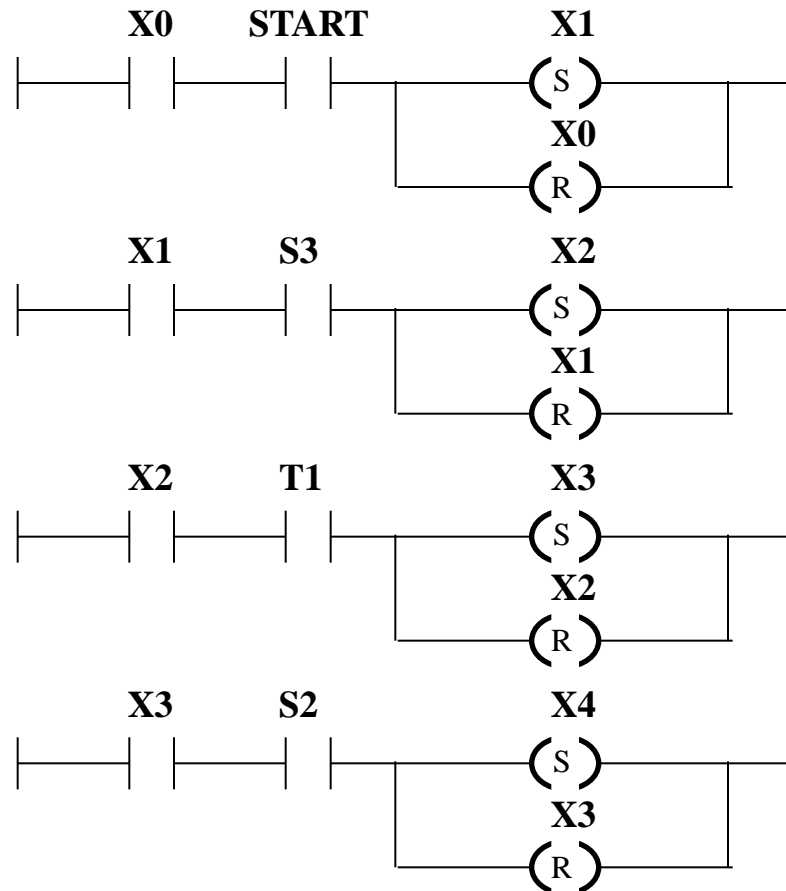 X0 START X1
S
X0
R
X1 S3 X2
S
X1
R
X2 T1 X3
S
X2
R
X3 S2 X4
S
X3
R